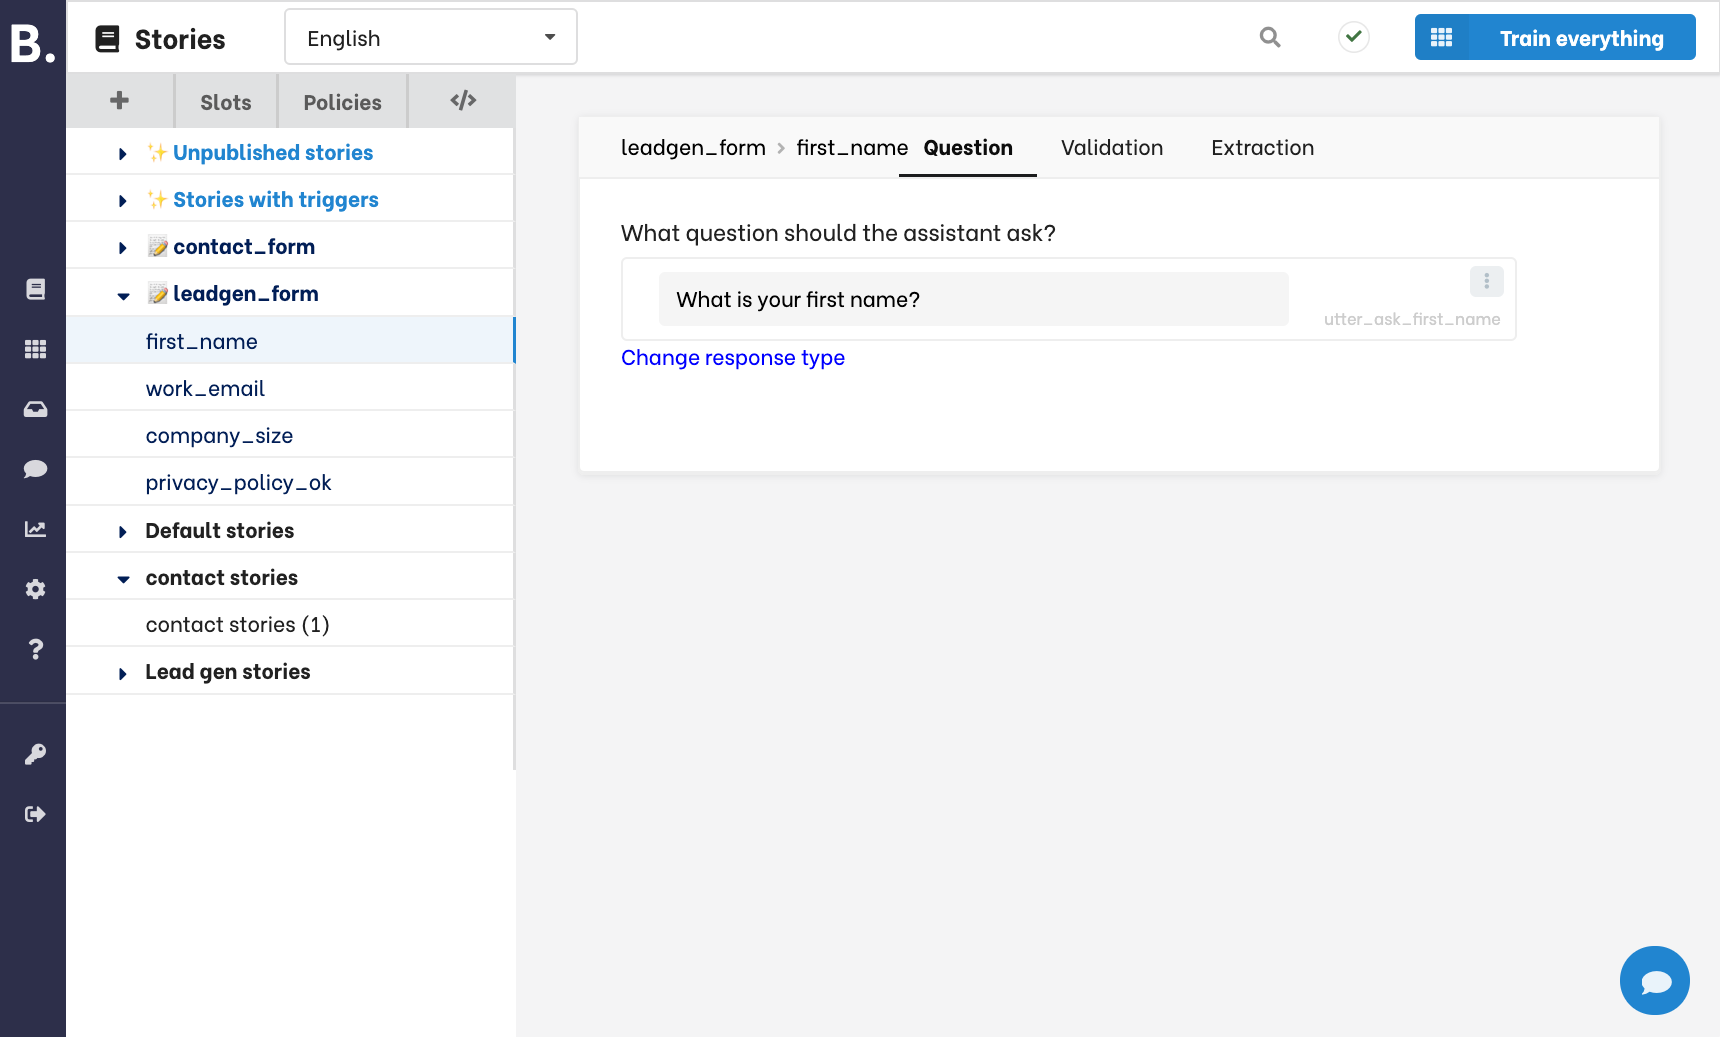 B.
Stories
English
Train everything
Slots
Policies
Unpublished stories
Stories with triggers
contact_form
leadgen_form
first_name
work_email
company_size
privacy_policy_ok
Default stories
contact stories
contact stories (1)
Lead gen stories
leadgen_form > first_name Question Validation Extraction
What question should the assistant ask?
What is your first name?
utter_ask_first_name
Change response type